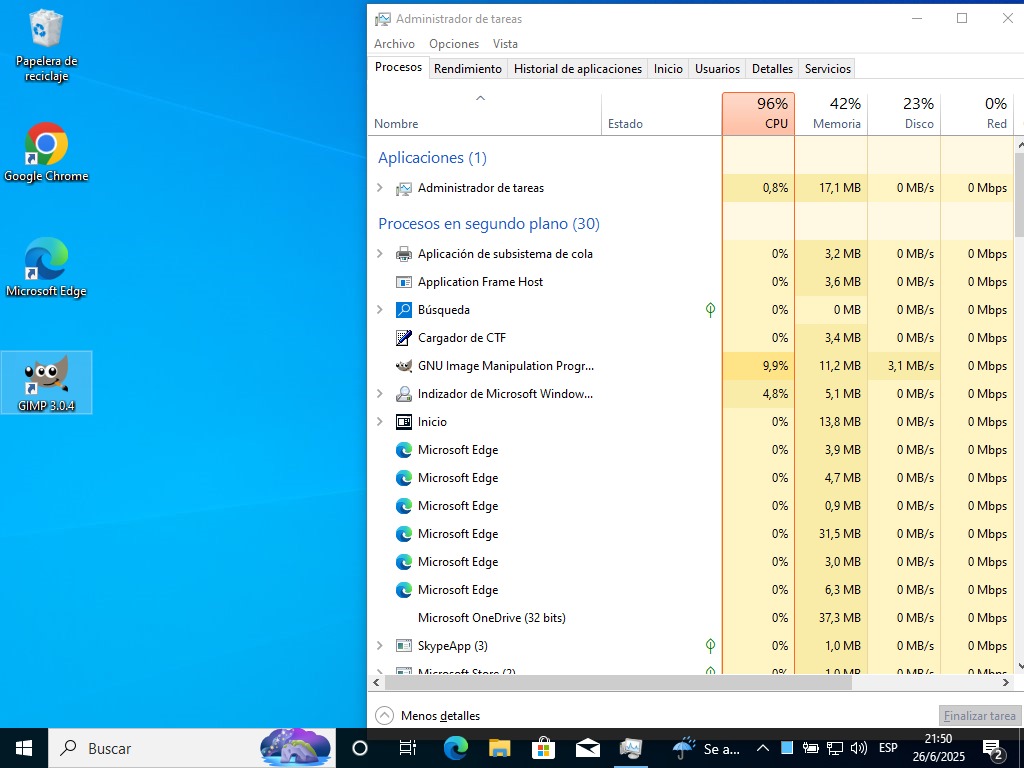 Papelera de
reciclaje
Google Chrome
Microsoft Edge
GIMP 3.0.4
Administrador de tareas
Archivo Opciones Vista
Procesos Rendimiento Historial de aplicaciones Inicio Usuarios Detalles Servicios
96% 42% 23% 0%
Nombre Estado CPU Memoria Disco Red
Aplicaciones (1)
Administrador de tareas 0,8% 17,1 MB 0 MB/s 0 Mbps
Procesos en segundo plano (30)
Aplicación de subsistema de cola 0% 3,2 MB 0 MB/s 0 Mbps
Application Frame Host 0% 3,6 MB 0 MB/s 0 Mbps
Búsqueda 0% 0 MB 0 MB/s 0 Mbps
Cargador de CTF 0% 3,4 MB 0 MB/s 0 Mbps
GNU Image Manipulation Progr... 9,9% 11,2 MB 3,1 MB/s 0 Mbps
Indizador de Microsoft Window... 4,8% 5,1 MB 0 MB/s 0 Mbps
Inicio 0% 13,8 MB 0 MB/s 0 Mbps
Microsoft Edge 0% 3,9 MB 0 MB/s 0 Mbps
Microsoft Edge 0% 4,7 MB 0 MB/s 0 Mbps
Microsoft Edge 0% 0,9 MB 0 MB/s 0 Mbps
Microsoft Edge 0% 31,5 MB 0 MB/s 0 Mbps
Microsoft Edge 0% 3,0 MB 0 MB/s 0 Mbps
Microsoft Edge 0% 6,3 MB 0 MB/s 0 Mbps
Microsoft OneDrive (32 bits) 0% 37,3 MB 0 MB/s 0 Mbps
SkypeApp (3) 0% 1,0 MB 0 MB/s 0 Mbps
Microsoft Store (2) 0% 1,0 MB 0 MB/s 0 Mbps
Menos detalles
Finalizar tarea
Buscar
Se a...
ESP
21:50
26/6/2025
2